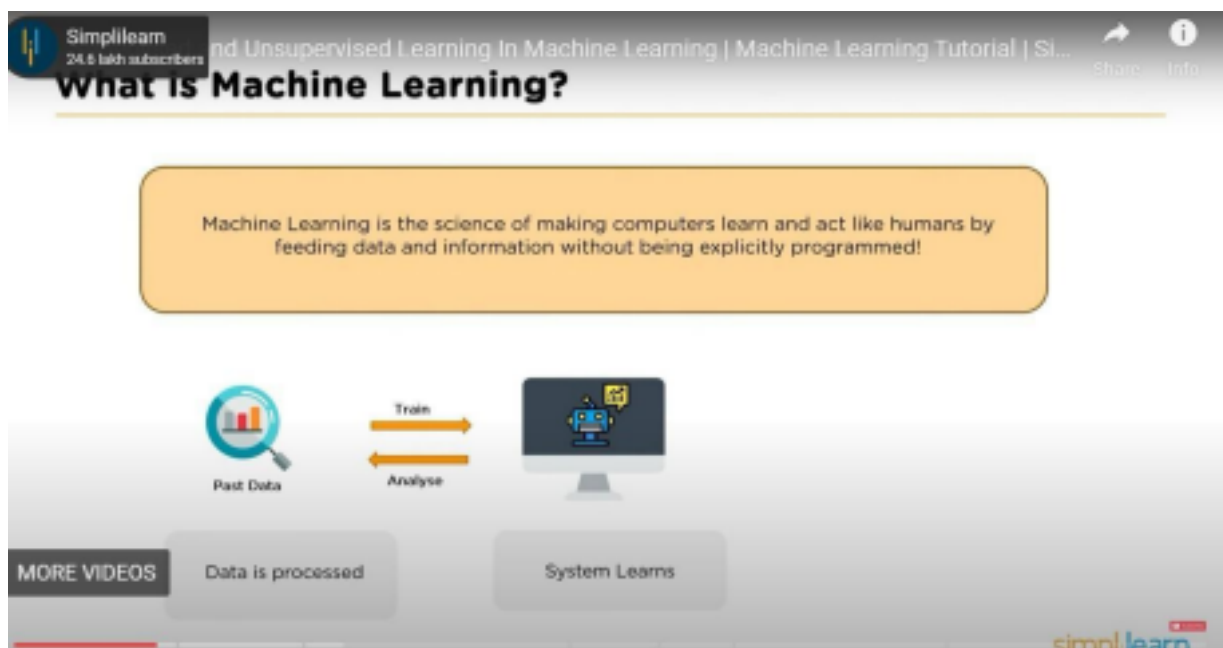 Simplilearn
24.6 lakh subscribers
nd Unsupervised Learning In Machine Learning | Machine Learning Tutorial | Si...
Share
Info
What is Machine Learning?
Machine Learning is the science of making computers learn and act like humans by
feeding data and information without being explicitly programmed!
Train
Past Data
Analyse
MORE VIDEOS
Data is processed
System Learns
simplilearn